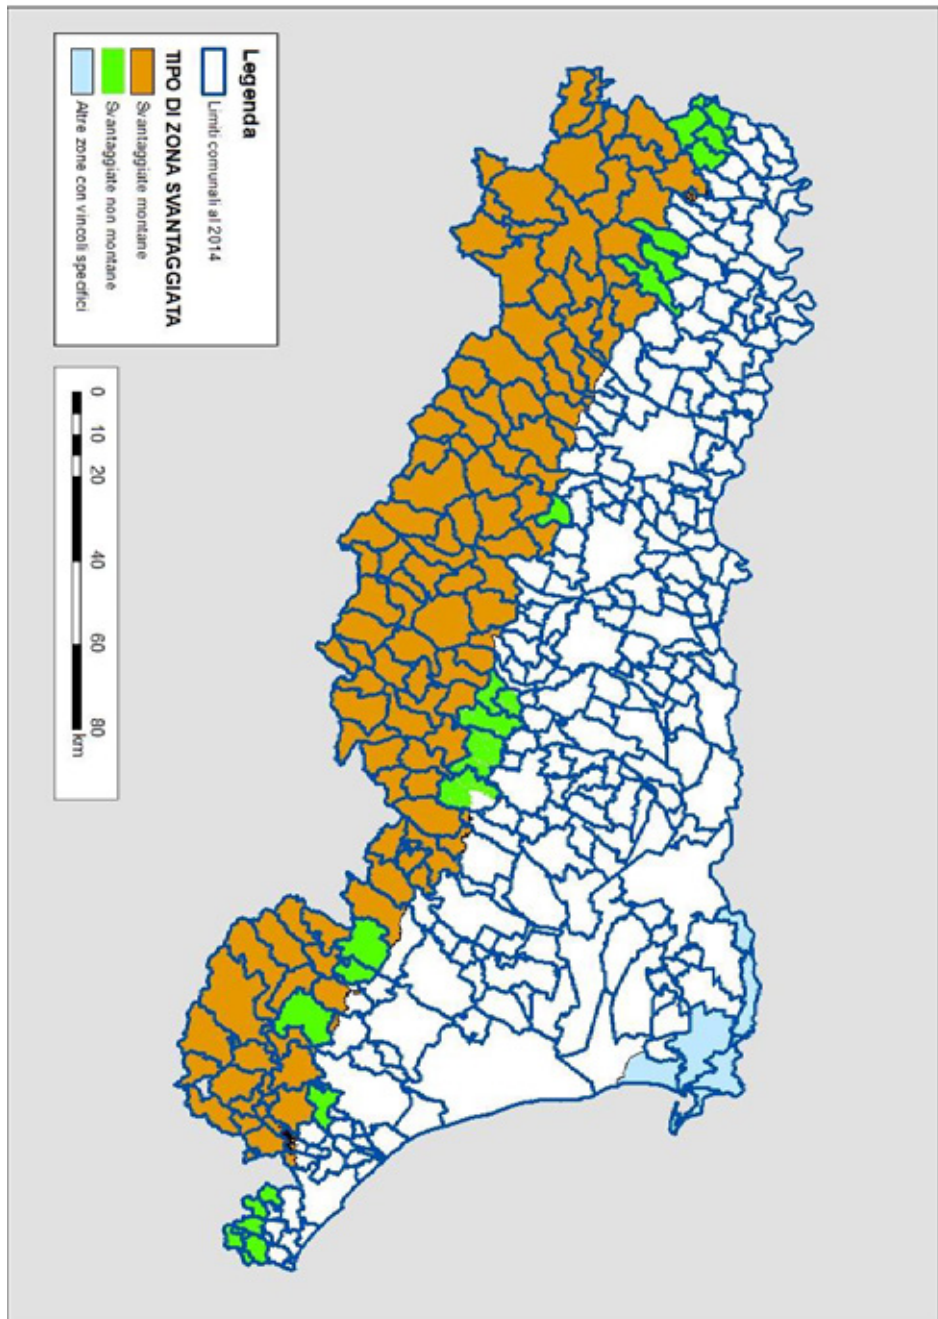 Legenda
Limiti comunali al 2014
TIPO DI ZONA SVANTAGGIATA
Svantaggiate montane
Svantaggiate non montane
Altre zone con vincoli specifici
0 10 20 40 60 80
km